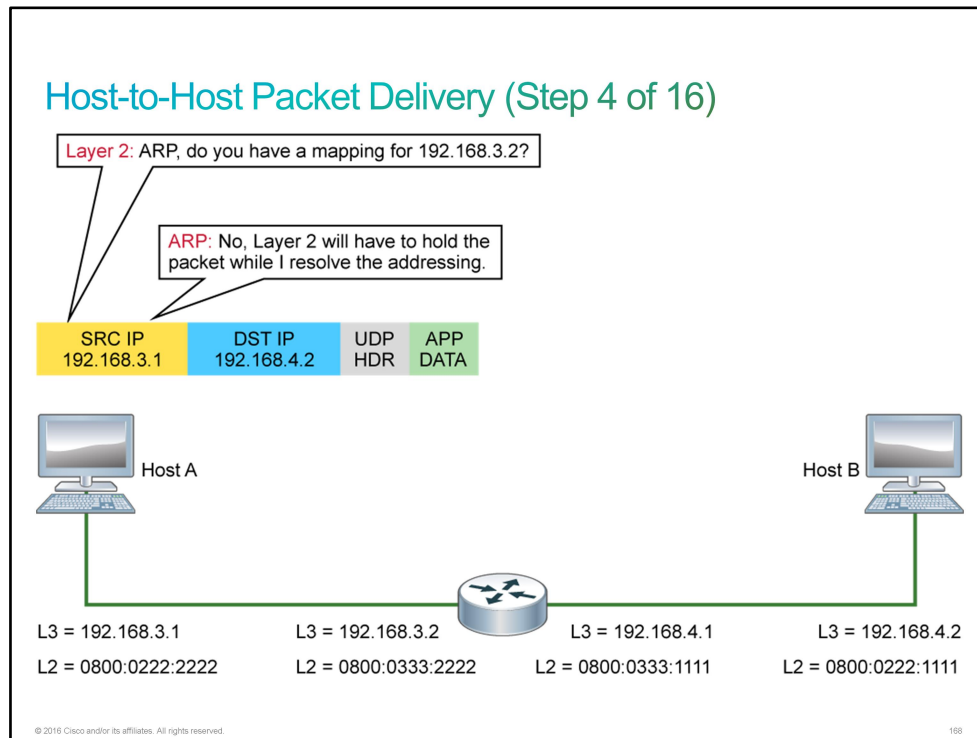 Host-to-Host Packet Delivery (Step 4 of 16)
Layer 2: ARP, do you have a mapping for 192.168.3.2?
ARP: No, Layer 2 will have to hold the
packet while I resolve the addressing.
SRC IP
192.168.3.1
DST IP
192.168.4.2
UDP
HDR
APP
DATA
Host A
Host B
L3 = 192.168.3.1
L2 = 0800:0222:2222
L3 = 192.168.3.2
L2 = 0800:0333:2222
L3 = 192.168.4.1
L2 = 0800:0333:1111
L3 = 192.168.4.2
L2 = 0800:0222:1111
© 2016 Cisco and/or its affiliates. All rights reserved.
168